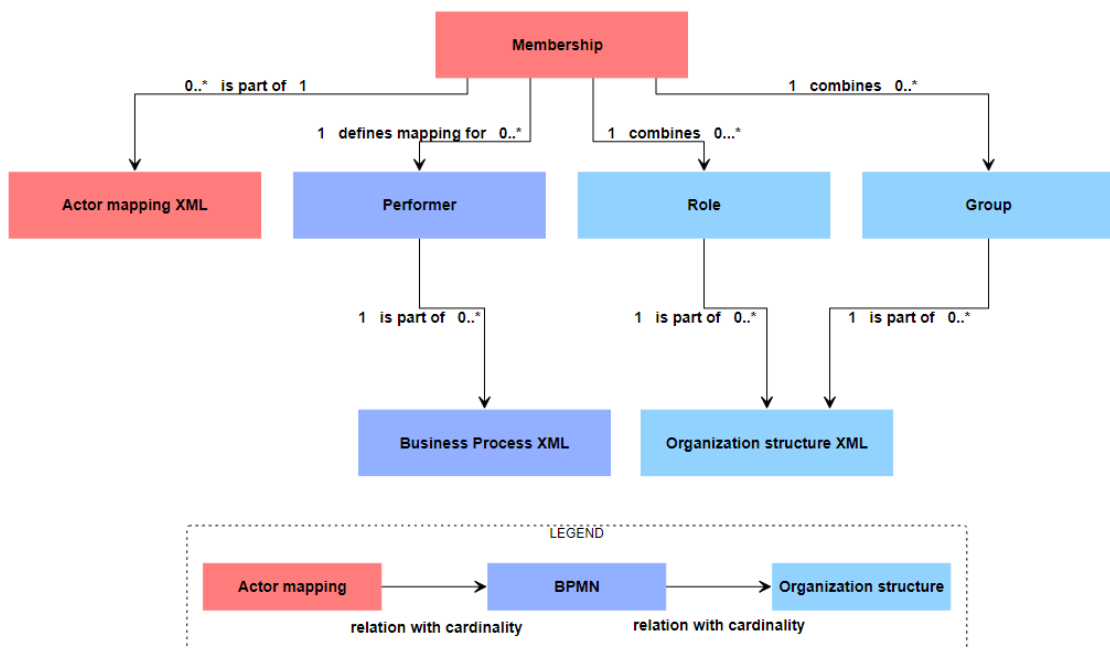 Membership
0..* is part of 1
1 combines 0..*
1 defines mapping for 0..*
1 combines 0...*
Actor mapping XML
Performer
Role
Group
1 is part of 0..*
1 is part of 0..*
1 is part of 0..*
Business Process XML
Organization structure XML
LEGEND
Actor mapping
BPMN
Organization structure
relation with cardinality
relation with cardinality